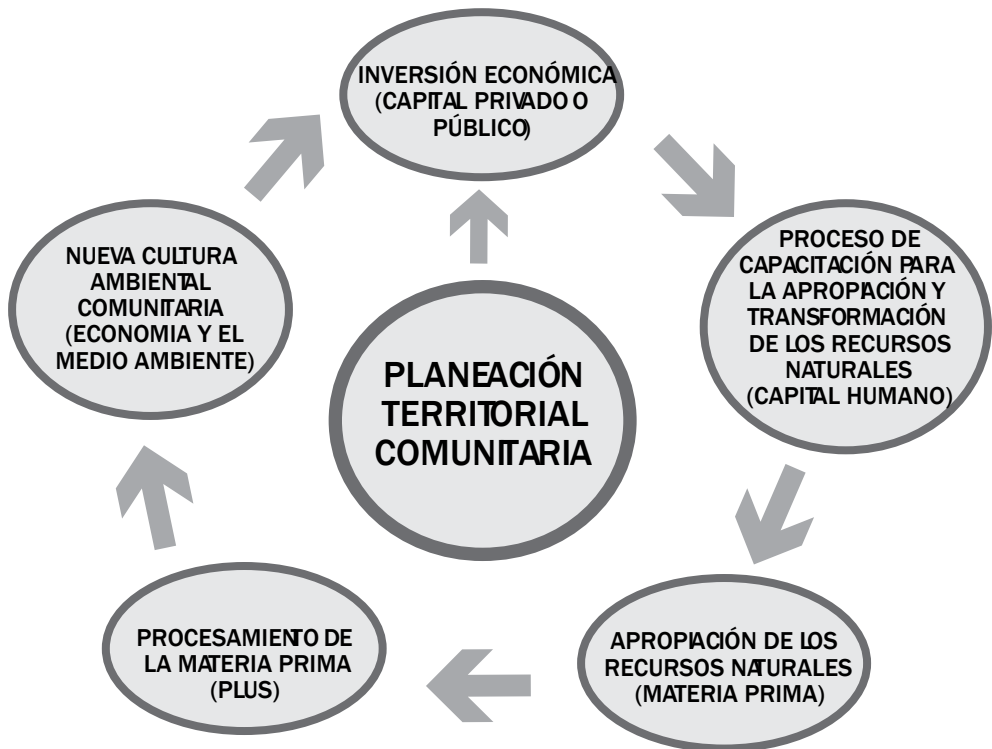 INVERSIÓN ECONÓMICA
(CAPITAL PRIVADO O
PÚBLICO)
PROCESO DE
CAPACITACIÓN PARA
LA APROPIACIÓN Y
TRANSFORMACIÓN
DE LOS RECURSOS
NATURALES
(CAPITAL HUMANO)
APROPIACIÓN DE LOS
RECURSOS NATURALES
(MATERIA PRIMA)
PROCESAMIENTO DE
LA MATERIA PRIMA
(PLUS)
NUEVA CULTURA
AMBIENTAL
COMUNITARIA
(ECONOMIA Y EL
MEDIO AMBIENTE)
PLANEACIÓN
TERRITORIAL
COMUNITARIA